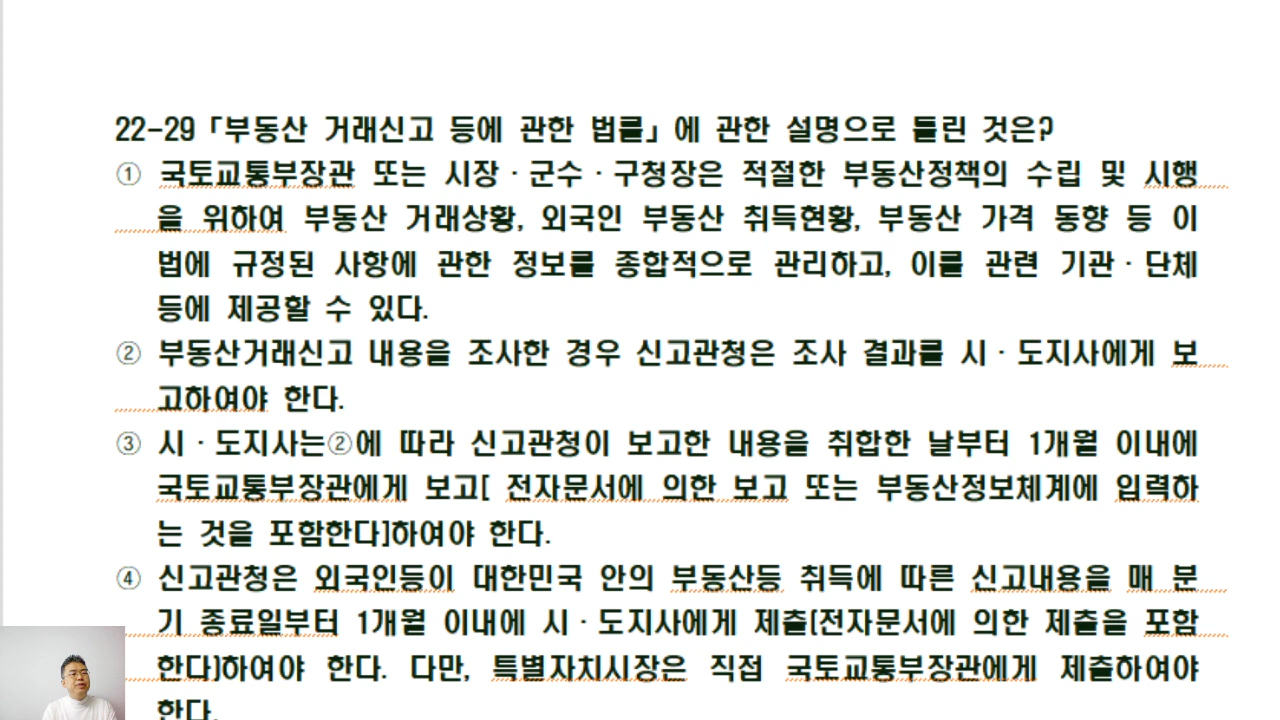 22-29「부동산 거래신고 등에 관한 법률」에 관한 설명으로 틀린 것은?
① 국토교통부장관 또는 시장·군수·구청장은 적절한 부동산정책의 수립 및 시행
을 위하여 부동산 거래상황, 외국인 부동산 취득현황, 부동산 가격 동향 등 이
법에 규정된 사항에 관한 정보를 종합적으로 관리하고, 이를 관련 기관·단체
등에 제공할 수 있다.
② 부동산거래신고 내용을 조사한 경우 신고관청은 조사 결과를 시·도지사에게 보
고하여야 한다.
③ 시·도지사는②에 따라 신고관청이 보고한 내용을 취합한 날부터 1개월 이내에
국토교통부장관에게 보고[ 전자문서에 의한 보고 또는 부동산정보체계에 입력하
는 것을 포함한다]하여야 한다.
④ 신고관청은 외국인등이 대한민국 안의 부동산등 취득에 따른 신고내용을 매 분
기 종료일부터 1개월 이내에 시·도지사에게 제출[전자문서에 의한 제출을 포함
한다]하여야 한다. 다만, 특별자치시장은 직접 국토교통부장관에게 제출하여야
한다.